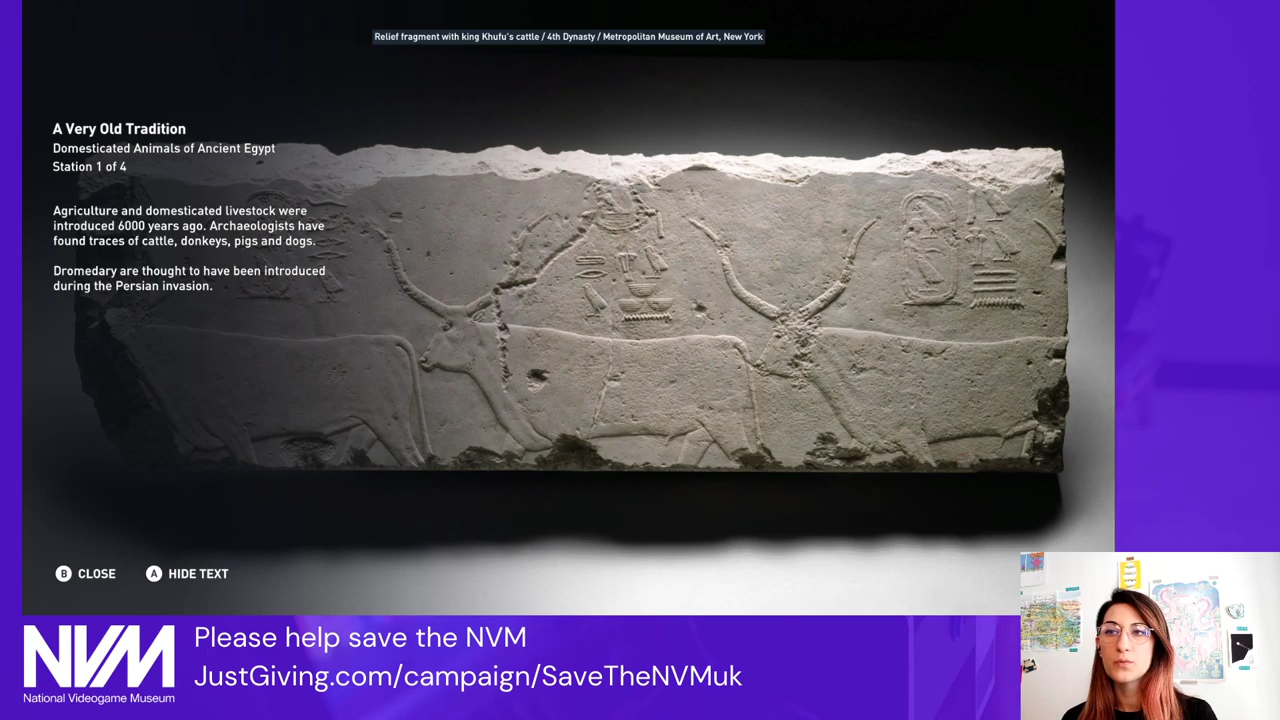 Relief fragment with king Khufu's cattle / 4th Dynasty / Metropolitan Museum of Art, New York
A Very Old Tradition
Domesticated Animals of Ancient Egypt
Station 1 of 4
Agriculture and domesticated livestock were
introduced 6000 years ago. Archaeologists have
found traces of cattle, donkeys, pigs and dogs.
Dromedary are thought to have been introduced
during the Persian invasion.
B CLOSE A HIDE TEXT
NVM
National Videogame Museum
Please help save the NVM
JustGiving.com/campaign/SaveTheNVMuk